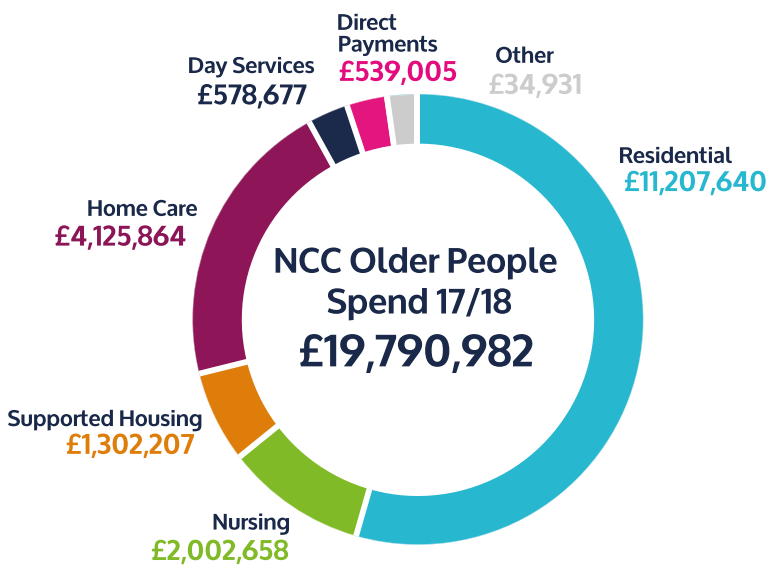 Direct
Payments
£539,005
Other
£34,931
Day Services
£578,677
Residential
£11,207,640
Home Care
£4,125,864
NCC Older People
Spend 17/18
£19,790,982
Supported Housing
£1,302,207
Nursing
£2,002,658